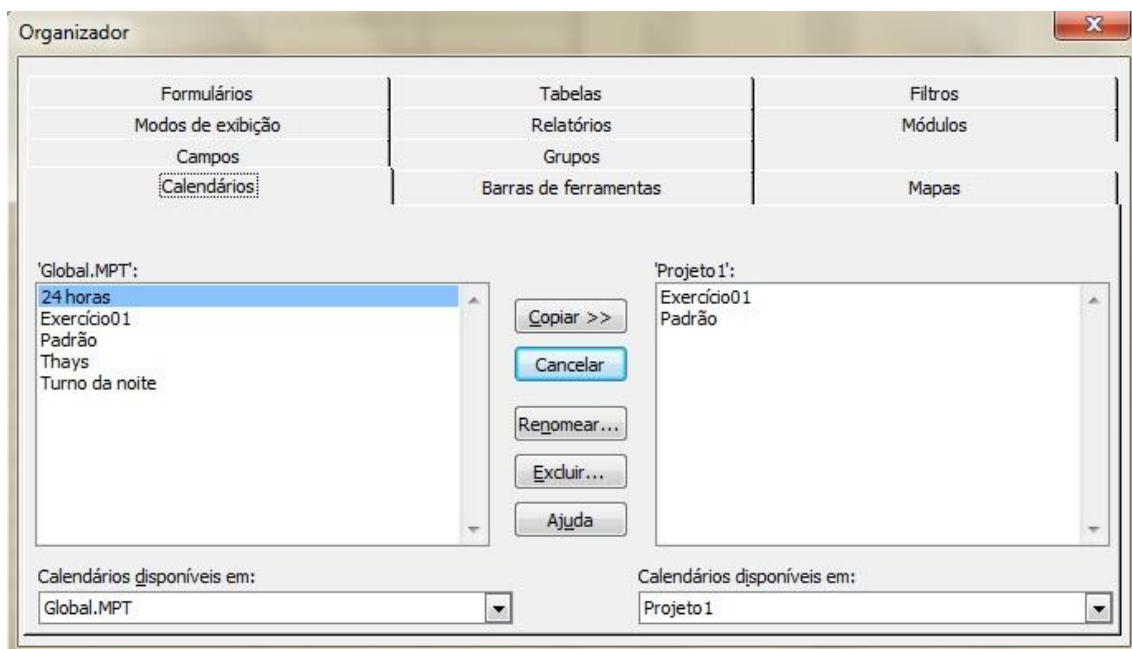 Organizador
Formulários Tabelas Filtros
Modos de exibição Relatórios Módulos
Campos Grupos
Calendários Barras de ferramentas Mapas
'Global.MPT':
24 horas
Exercício01
Padrão
Thays
Turno da noite
Copiar >>
Cancelar
Renomear...
Excluir...
Ajuda
'Projeto1':
Exercício01
Padrão
Calendários disponíveis em:
Global.MPT
Calendários disponíveis em:
Projeto1